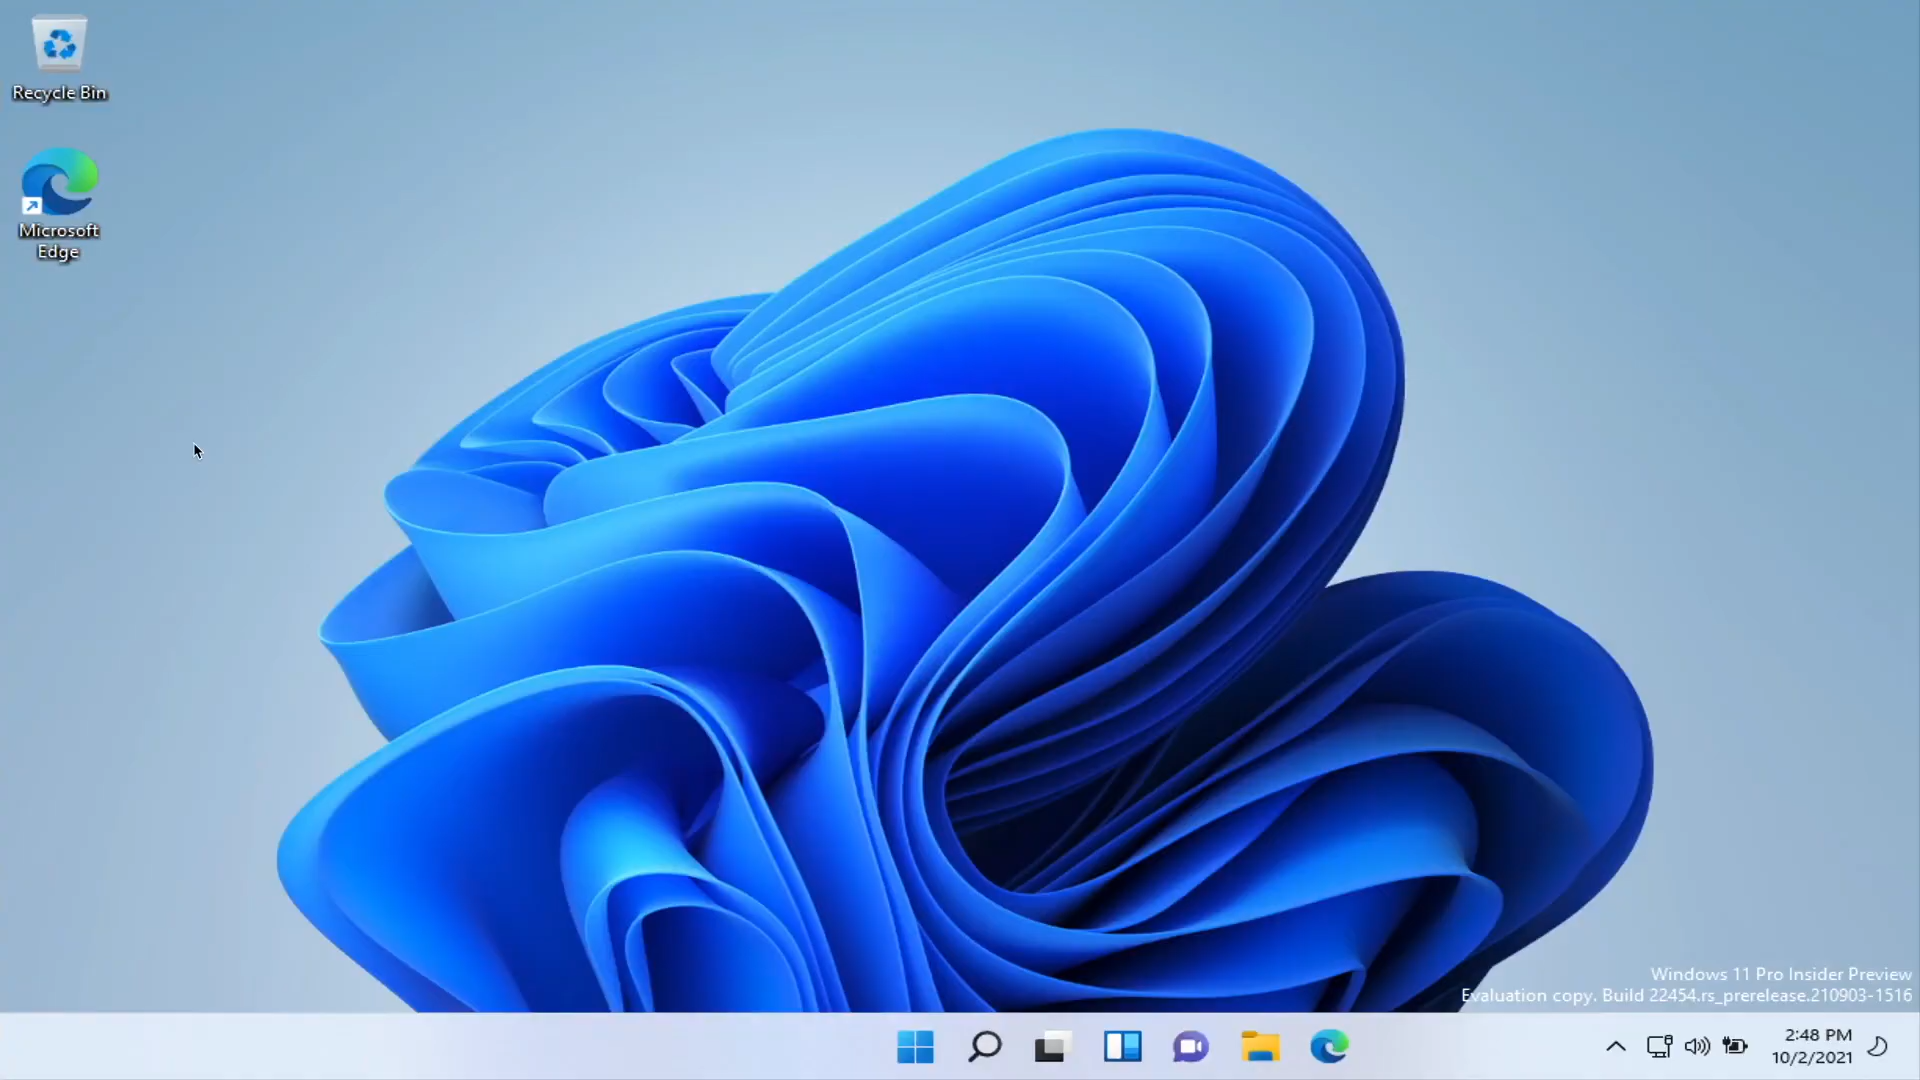 Recycle Bin
Microsoft
Edge
Windows 11 Pro Insider Preview
Evaluation copy. Build 22454.rs_prerelease.210903-1516
2:48 PM
10/2/2021